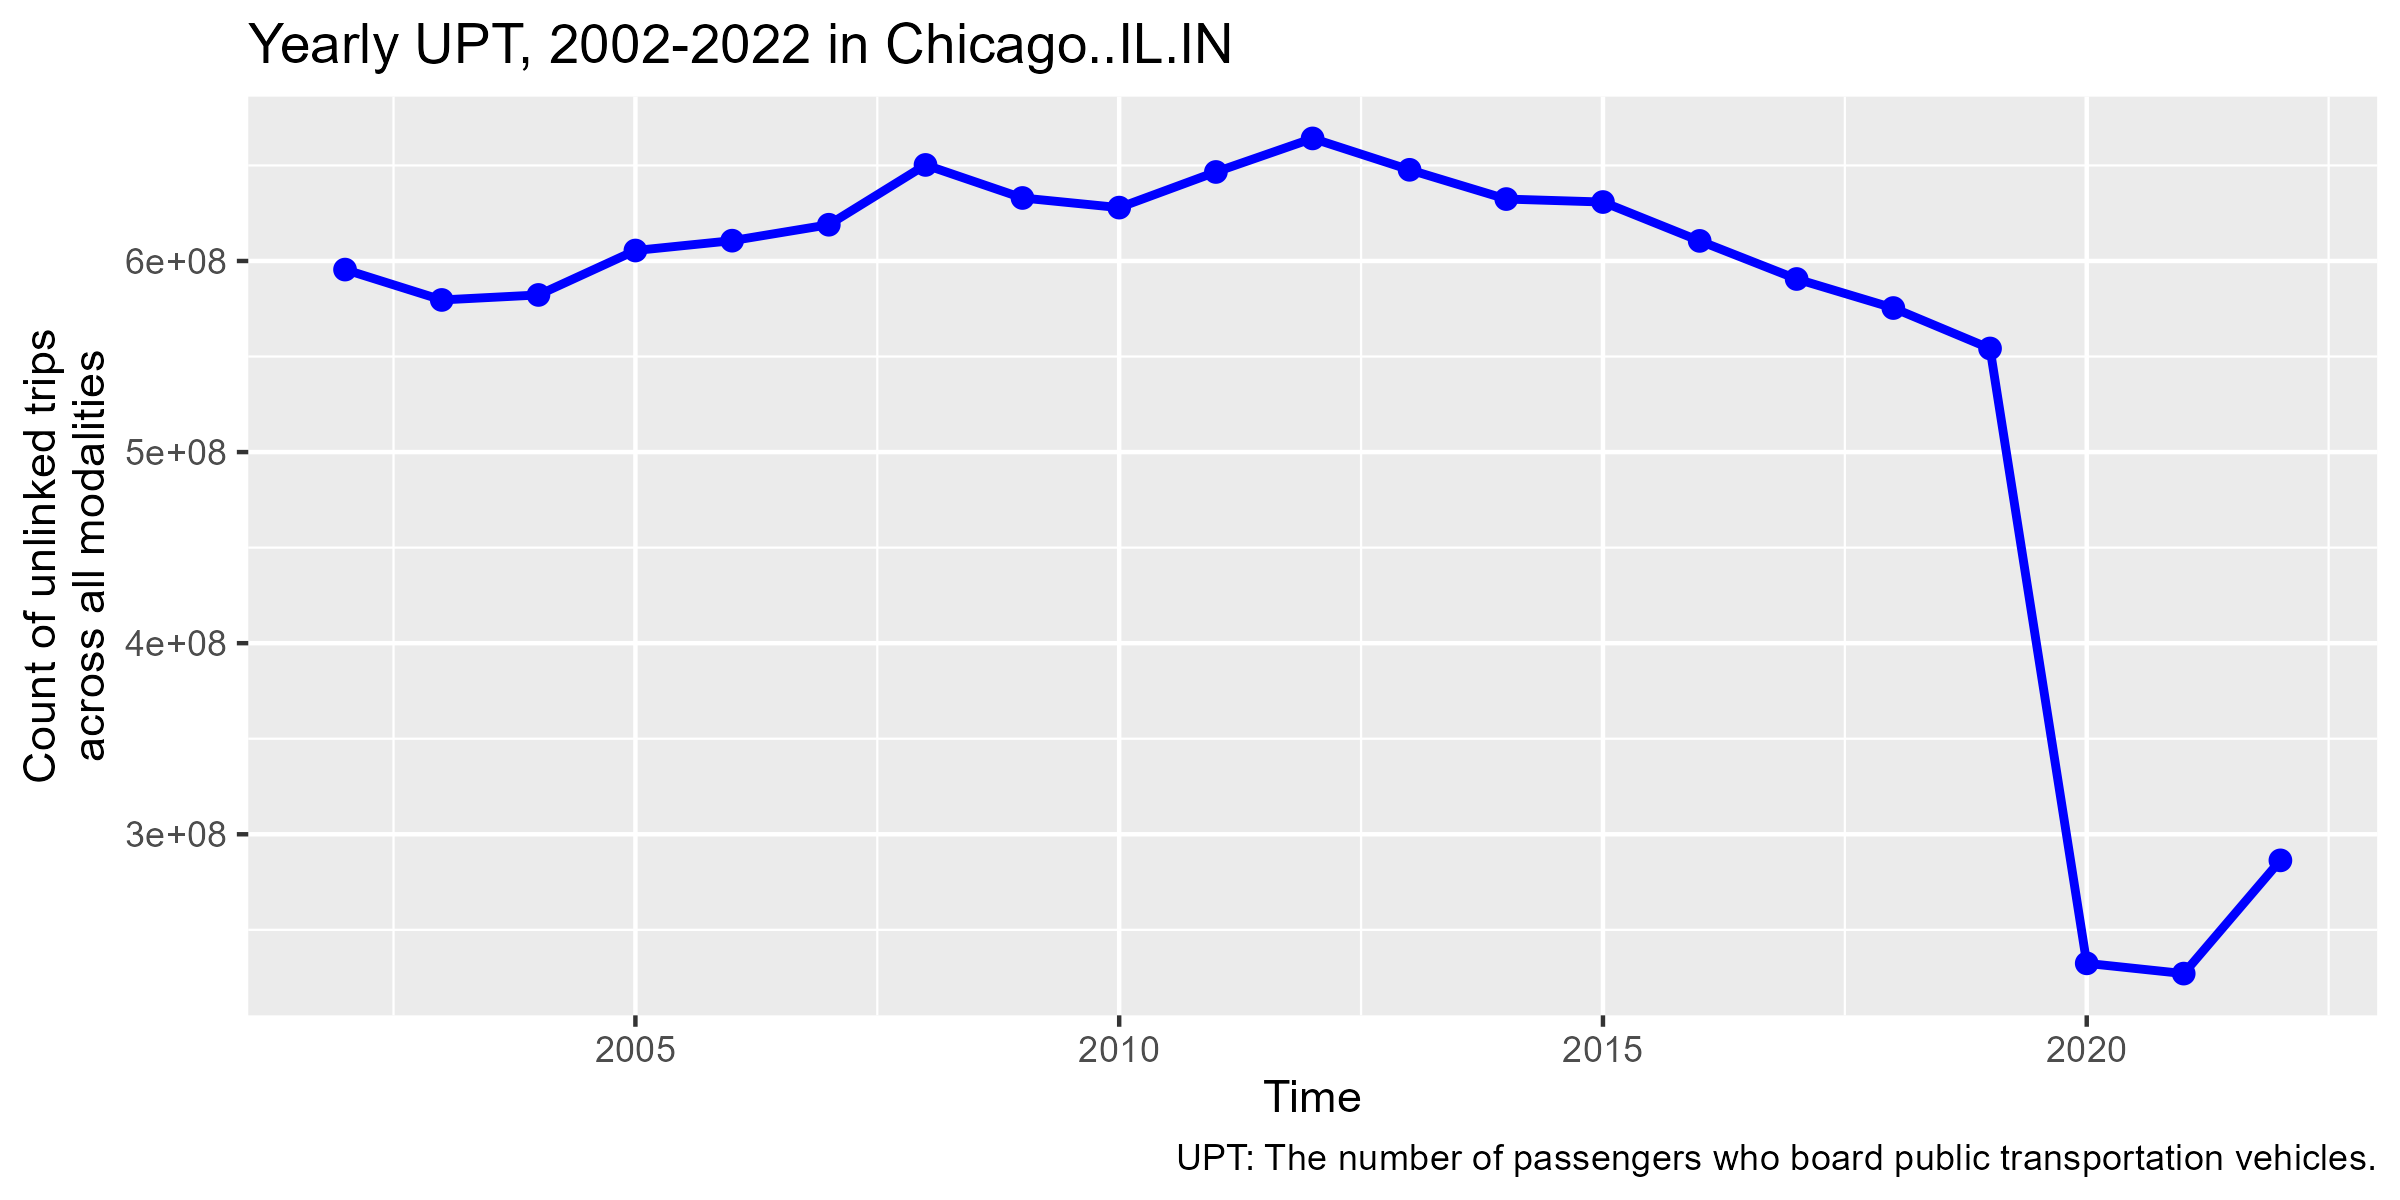 Yearly UPT, 2002-2022 in Chicago..IL.IN
Count of unlinked trips
across all modalities
6e+08
5e+08
4e+08
3e+08
2005
2010
2015
2020
Time
UPT: The number of passengers who board public transportation vehicles.